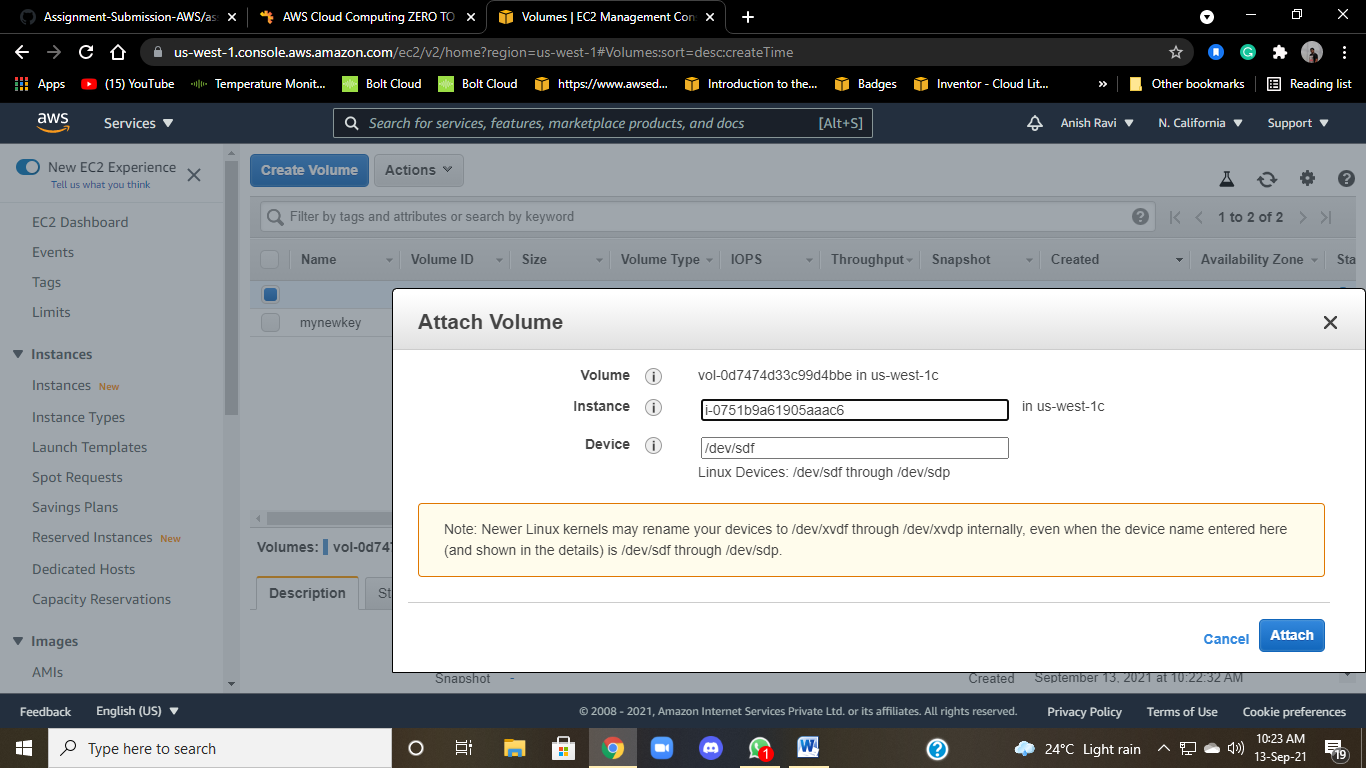 Assignment-Submission-AWS/as
AWS Cloud Computing ZERO TO
Volumes | EC2 Management Con
us-west-1.console.aws.amazon.com/ec2/v2/home?region=us-west-1#Volumes:sort=desc:createTime
Apps (15) YouTube Temperature Monit... Bolt Cloud Bolt Cloud https://www.awsed... Introduction to the... Badges Inventor - Cloud Lit... » Other bookmarks Reading list
aws Services Search for services, features, marketplace products, and docs [Alt+S] Anish Ravi N. California Support
New EC2 Experience
Tell us what you think
EC2 Dashboard
Events
Tags
Limits
Instances
Instances New
Instance Types
Launch Templates
Spot Requests
Savings Plans
Reserved Instances New
Dedicated Hosts
Capacity Reservations
Images
AMIs
Create Volume Actions
Filter by tags and attributes or search by keyword 1 to 2 of 2
Name Volume ID Size Volume Type IOPS Throughput Snapshot Created Availability Zone Sta
mynewkey
Volumes: vol-0d747
Description St
Attach Volume
Volume i vol-0d7474d33c99d4bbe in us-west-1c
Instance i i-0751b9a61905aaac6 in us-west-1c
Device i /dev/sdf
Linux Devices: /dev/sdf through /dev/sdp
Note: Newer Linux kernels may rename your devices to /dev/xvdf through /dev/xvdp internally, even when the device name entered here
(and shown in the details) is /dev/sdf through /dev/sdp.
Cancel Attach
Snapshot - Created September 13, 2021 at 10:22:32 AM
Feedback English (US) © 2008 - 2021, Amazon Internet Services Private Ltd. or its affiliates. All rights reserved. Privacy Policy Terms of Use Cookie preferences
Type here to search 1 24°C Light rain 10:23 AM
13-Sep-21 19